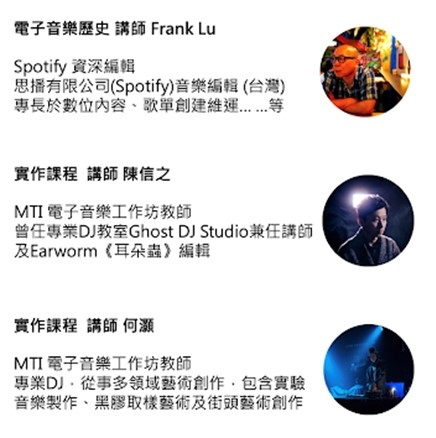 電子音樂歷史 講師 Frank Lu
Spotify 資深編輯
思播有限公司(Spotify)音樂編輯 (台灣)
專長於數位內容、歌單創建維運... ...等
實作課程 講師 陳信之
MTI 電子音樂工作坊教師
曾任專業DJ教室Ghost DJ Studio兼任講師
及Earworm《耳朵蟲》編輯
實作課程 講師 何灝
MTI 電子音樂工作坊教師
專業DJ，從事多領域藝術創作，包含實驗
音樂製作、黑膠取樣藝術及街頭藝術創作